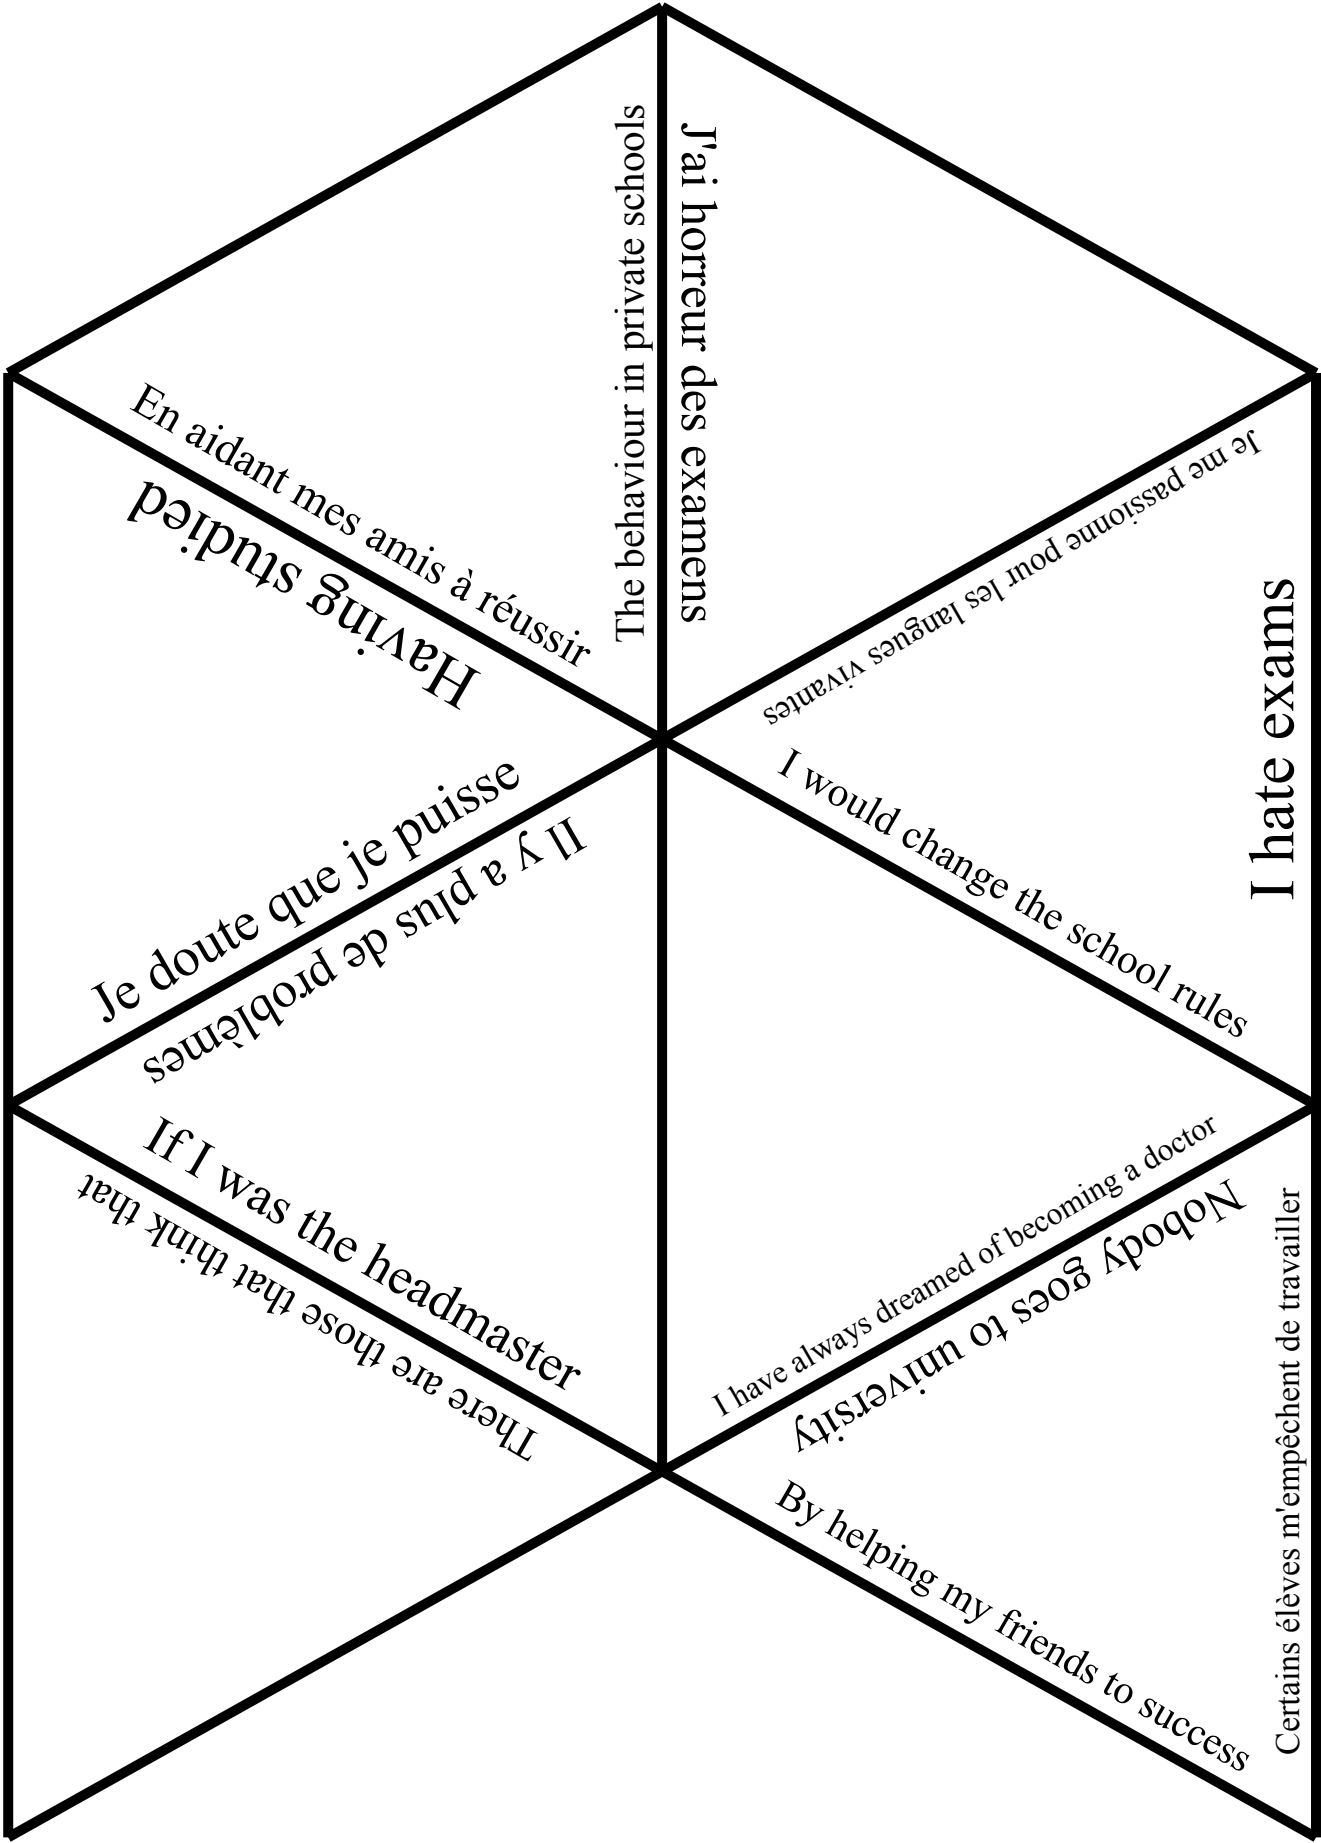 The behaviour in private schools
J'ai horreur des examens
En aidant mes amis à réussir
Having studied
Je me passionne pour les langues vivantes
I hate exams
I would change the school rules
Je doute que je puisse
Il y a plus de problèmes
If I was the headmaster
There are those that think that
I have always dreamed of becoming a doctor
Nobody goes to university
Certains élèves m'empêchent de travailler
By helping my friends to success